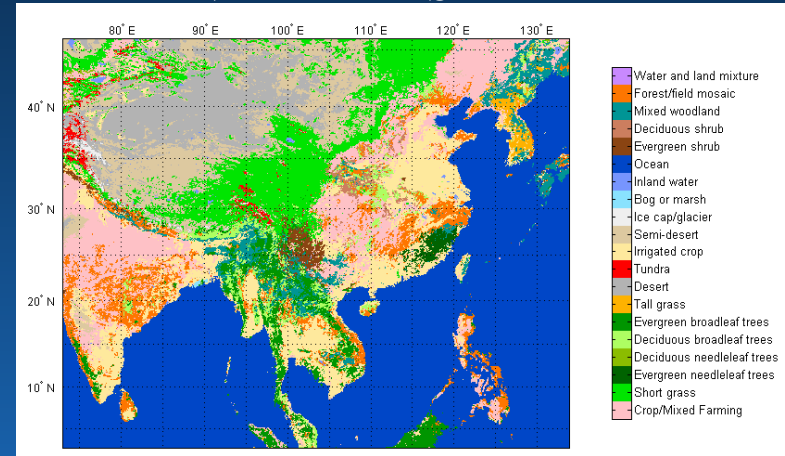 80° E 90° E 100° E 110° E 120° E 130° E
40° N
30° N
20° N
10° N
Water and land mixture
Forest/field mosaic
Mixed woodland
Deciduous shrub
Evergreen shrub
Ocean
Inland water
Bog or marsh
Ice cap/glacier
Semi-desert
Irrigated crop
Tundra
Desert
Tall grass
Evergreen broadleaf trees
Deciduous broadleaf trees
Deciduous needleleaf trees
Evergreen needleleaf trees
Short grass
Crop/Mixed Farming